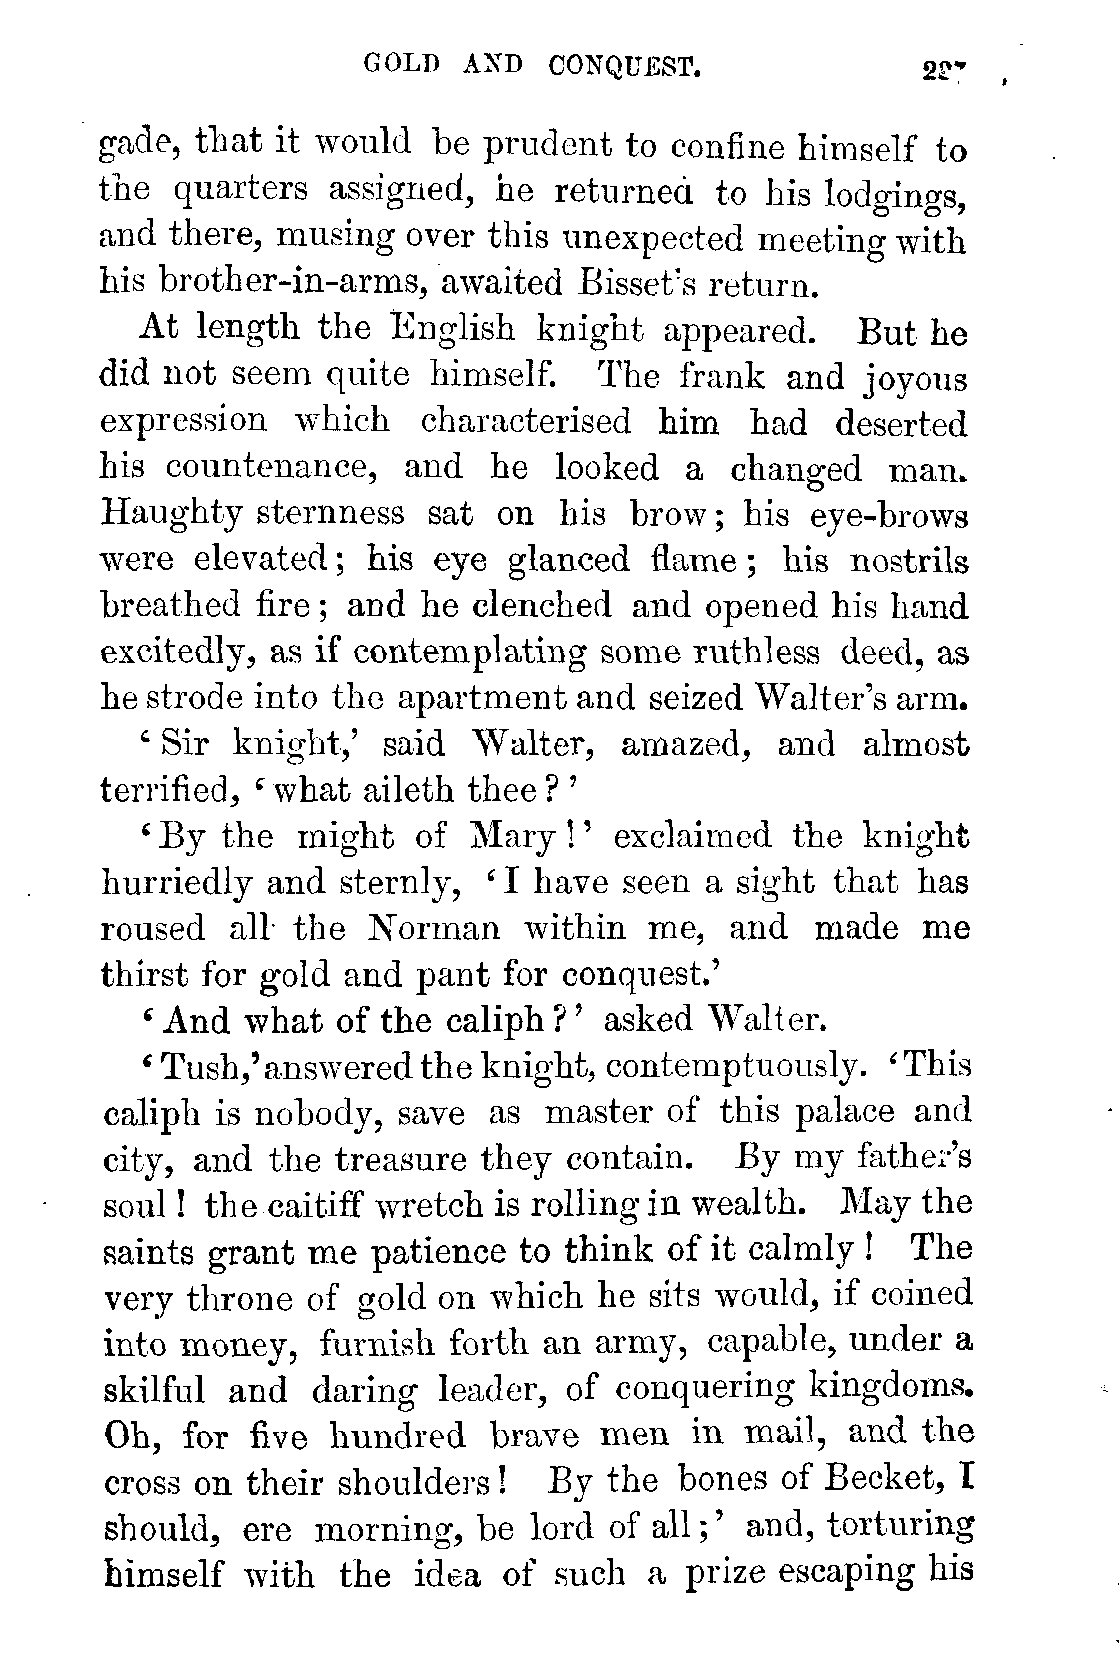 GOLD AND CONQUEST. 227
gade, that it would be prudent to confine himself to
the quarters assigned, he returned to his lodgings,
and there, musing over this unexpected meeting with
his brother-in-arms, awaited Bisset's return.
At length the English knight appeared. But he
did not seem quite himself. The frank and joyous
expression which characterised him had deserted
his countenance, and he looked a changed man.
Haughty sternness sat on his brow; his eye-brows
were elevated; his eye glanced flame; his nostrils
breathed fire; and he clenched and opened his hand
excitedly, as if contemplating some ruthless deed, as
he strode into the apartment and seized Walter's arm.
‘Sir knight,’ said Walter, amazed, and almost
terrified, ‘what aileth thee?’
‘By the might of Mary!’ exclaimed the knight
hurriedly and sternly, ‘I have seen a sight that has
roused all the Norman within me, and made me
thirst for gold and pant for conquest.’
‘And what of the caliph?’ asked Walter.
‘Tush,’ answered the knight, contemptuously. ‘This
caliph is nobody, save as master of this palace and
city, and the treasure they contain. By my father's
soul! the caitiff wretch is rolling in wealth. May the
saints grant me patience to think of it calmly! The
very throne of gold on which he sits would, if coined
into money, furnish forth an army, capable, under a
skilful and daring leader, of conquering kingdoms.
Oh, for five hundred brave men in mail, and the
cross on their shoulders! By the bones of Becket, I
should, ere morning, be lord of all;’ and, torturing
himself with the idea of such a prize escaping his